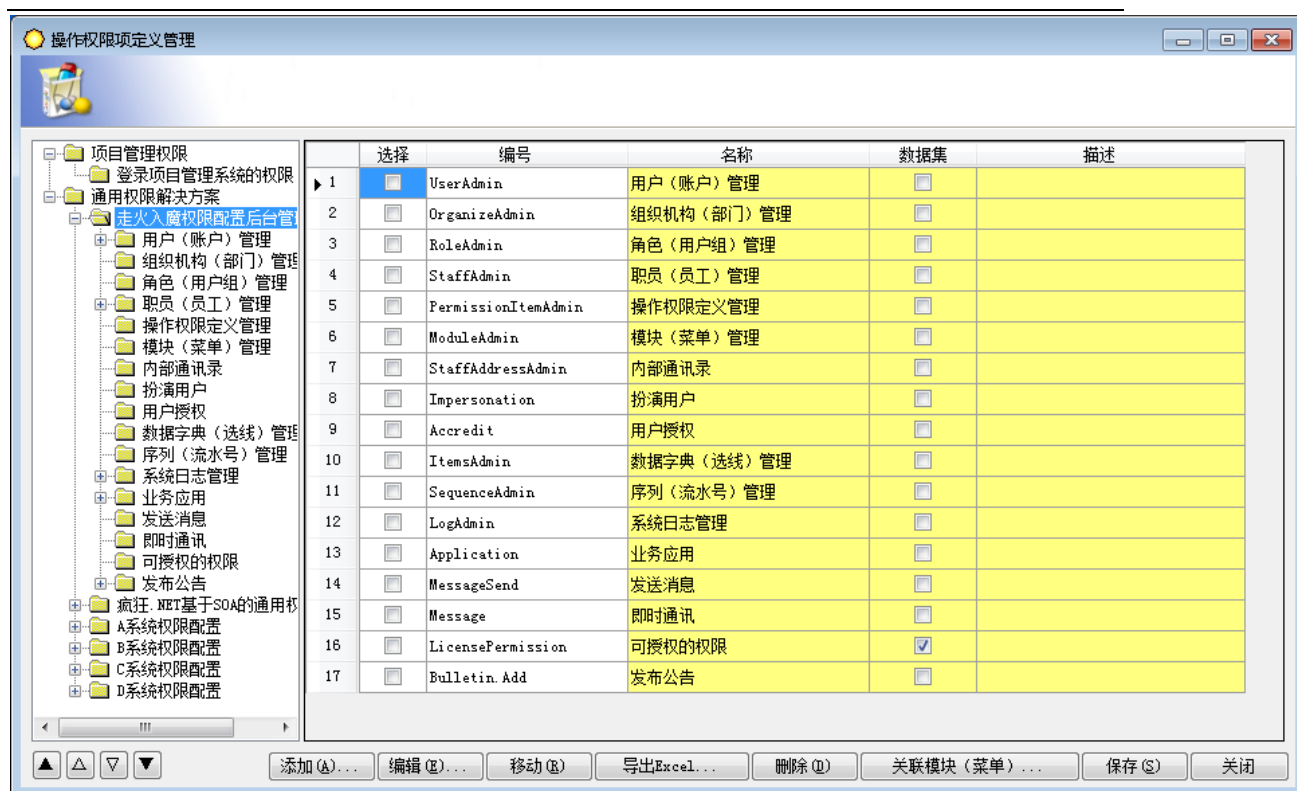 操作权限项定义管理
项目管理权限
登录项目管理系统的权限
通用权限解决方案
走火入魔权限配置后台管
用户（账户）管理
组织机构（部门）管理
角色（用户组）管理
职员（员工）管理
操作权限定义管理
模块（菜单）管理
内部通讯录
扮演用户
用户授权
数据字典（选线）管理
序列（流水号）管理
系统日志管理
业务应用
发送消息
即时通讯
可授权的权限
发布公告
疯狂.NET基于SOA的通用权
A系统权限配置
B系统权限配置
C系统权限配置
D系统权限配置
选择 编号 名称 数据集 描述
1 UserAdmin 用户（账户）管理
2 OrganizeAdmin 组织机构（部门）管理
3 RoleAdmin 角色（用户组）管理
4 StaffAdmin 职员（员工）管理
5 PermissionItemAdmin 操作权限定义管理
6 ModuleAdmin 模块（菜单）管理
7 StaffAddressAdmin 内部通讯录
8 Impersonation 扮演用户
9 Accredit 用户授权
10 ItemsAdmin 数据字典（选线）管理
11 SequenceAdmin 序列（流水号）管理
12 LogAdmin 系统日志管理
13 Application 业务应用
14 MessageSend 发送消息
15 Message 即时通讯
16 LicensePermission 可授权的权限
17 Bulletin.Add 发布公告
添加(A)... 编辑(E)... 移动(R) 导出Excel... 删除(D) 关联模块（菜单）... 保存(S) 关闭